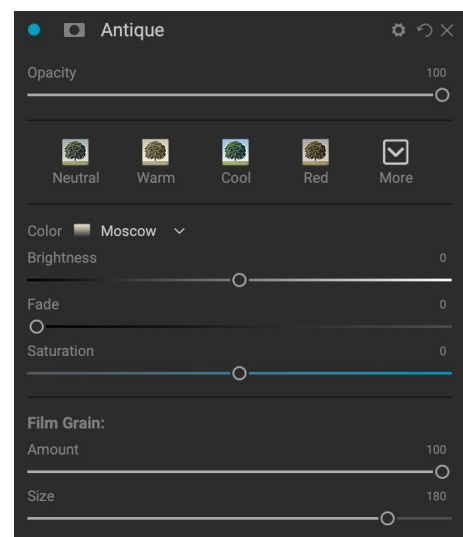 Antique
Opacity 100
Neutral Warm Cool Red More
Color Moscow
Brightness 0
Fade 0
Saturation 0
Film Grain:
Amount 100
Size 180